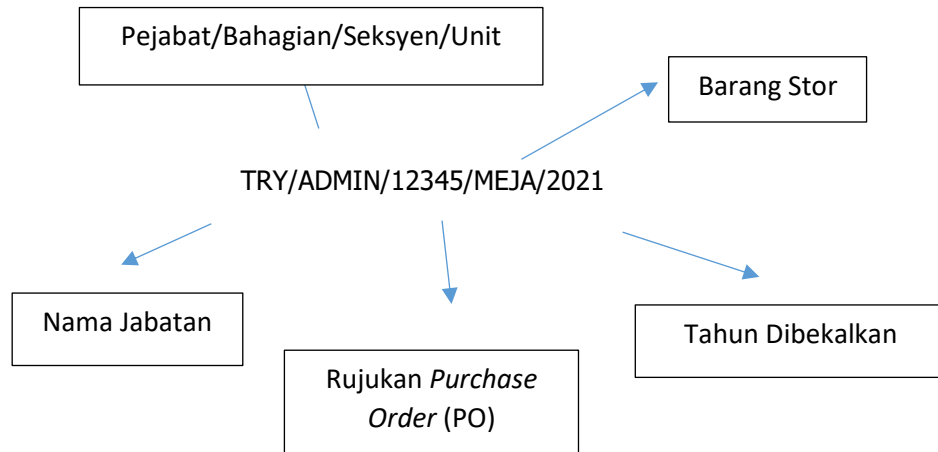 Pejabat/Bahagian/Seksyen/Unit
Barang Stor
TRY/ADMIN/12345/MEJA/2021
Nama Jabatan
Tahun Dibekalkan
Rujukan Purchase
Order (PO)